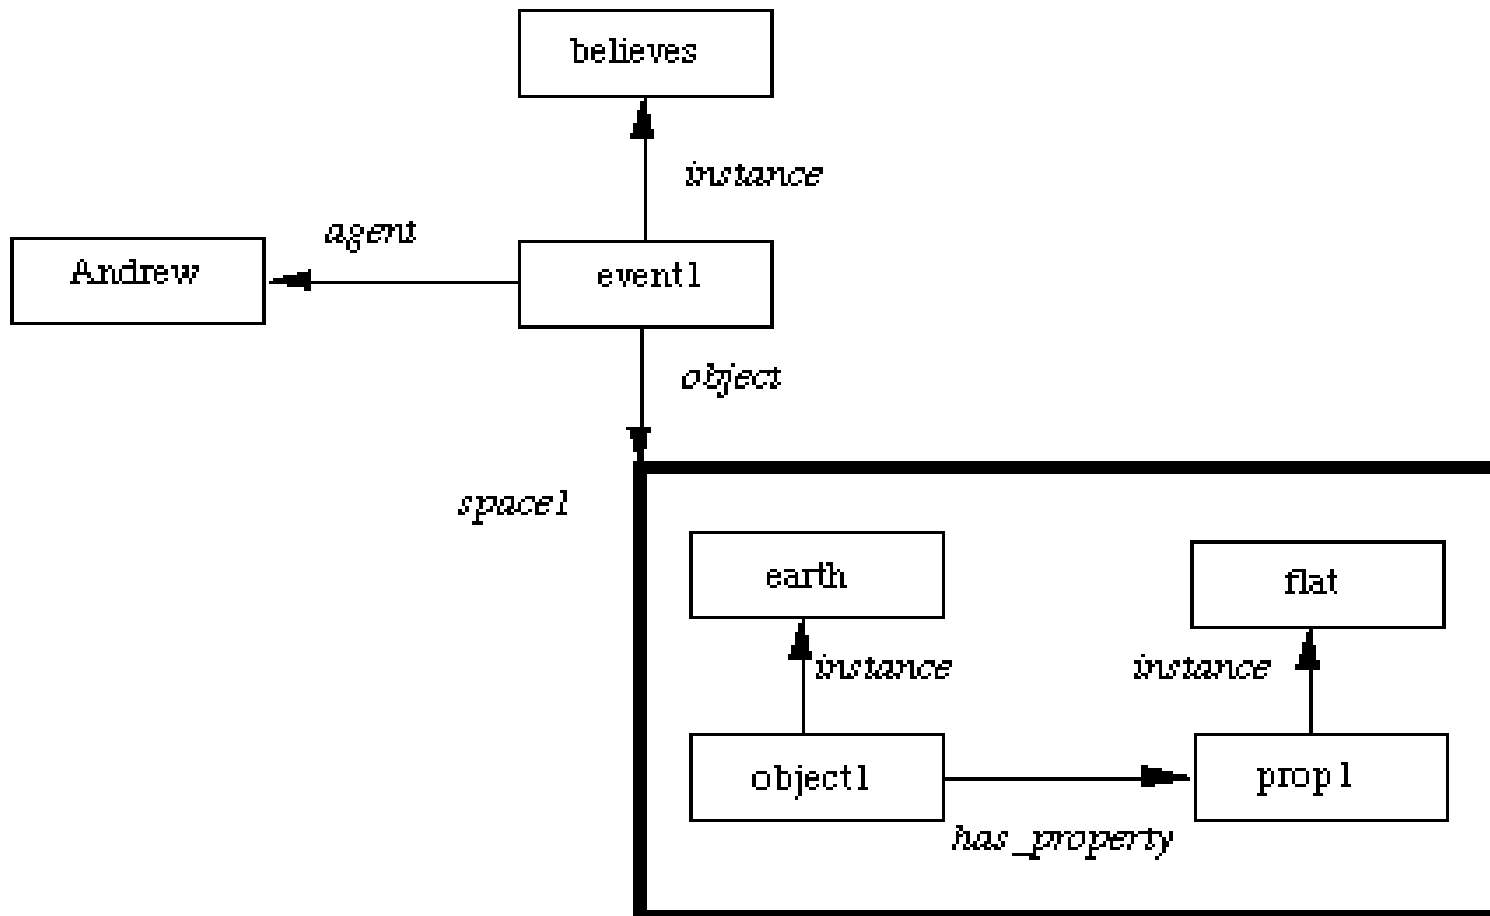 believes
instance
agent
Andrew
event1
object
space1
earth
flat
instance
instance
object1
prop1
has_property